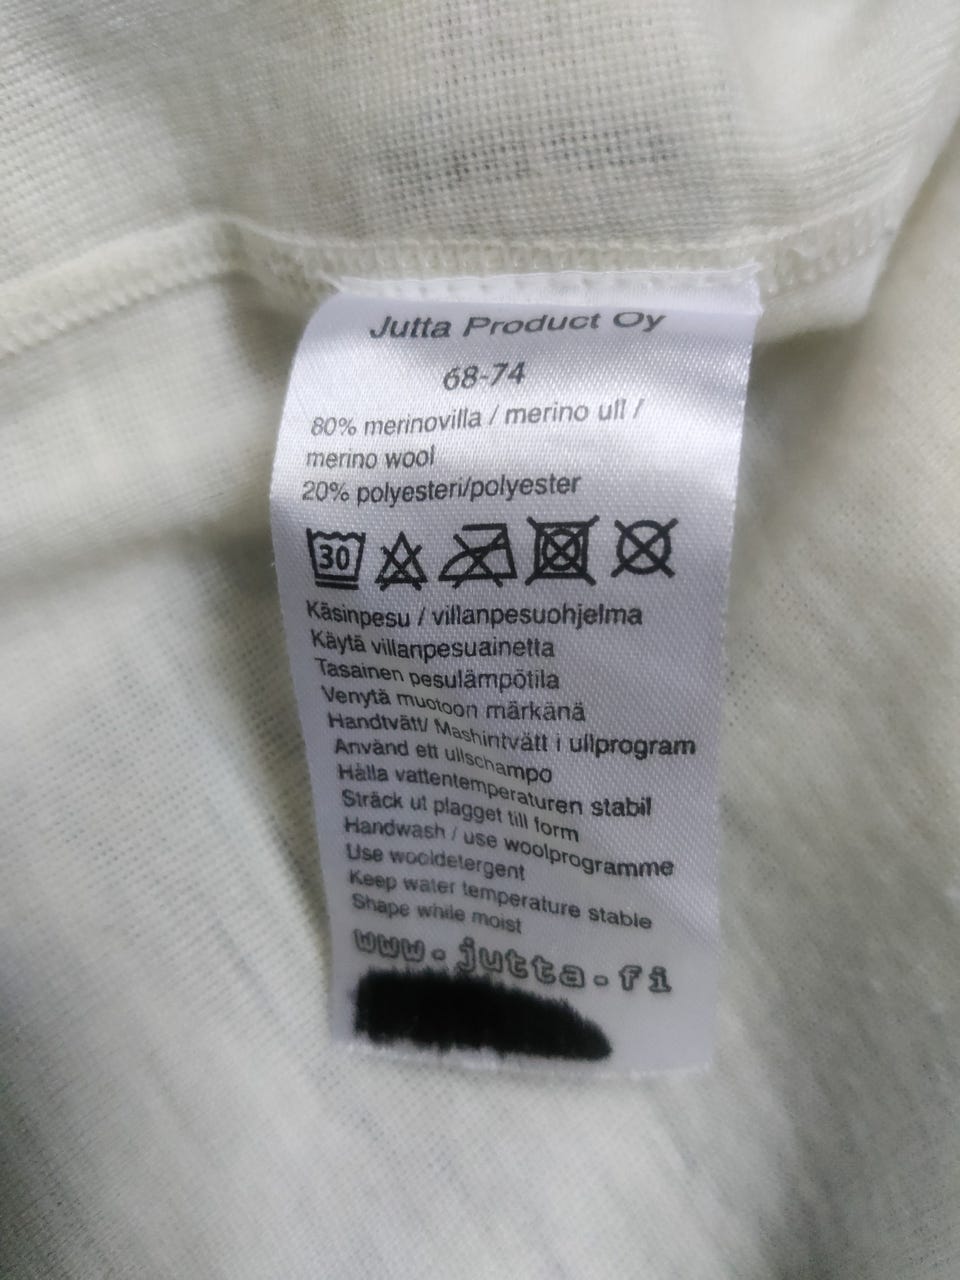 Jutta Product Oy
68-74
80% merinovilla / merino ull /
merino wool
20% polyesteri/polyester
30
Käsinpesu / villanpesuohjelma
Käytä villanpesuainetta
Tasainen pesulämpötila
Venytä muotoon märkänä
Handtvätt/ Mashintvätt i ullprogram
Använd ett ullschampo
Hålla vattentemperaturen stabil
Sträck ut plagget till form
Handwash / use woolprogramme
Use wooldetergent
Keep water temperature stable
Shape while moist
www.jutta.fi